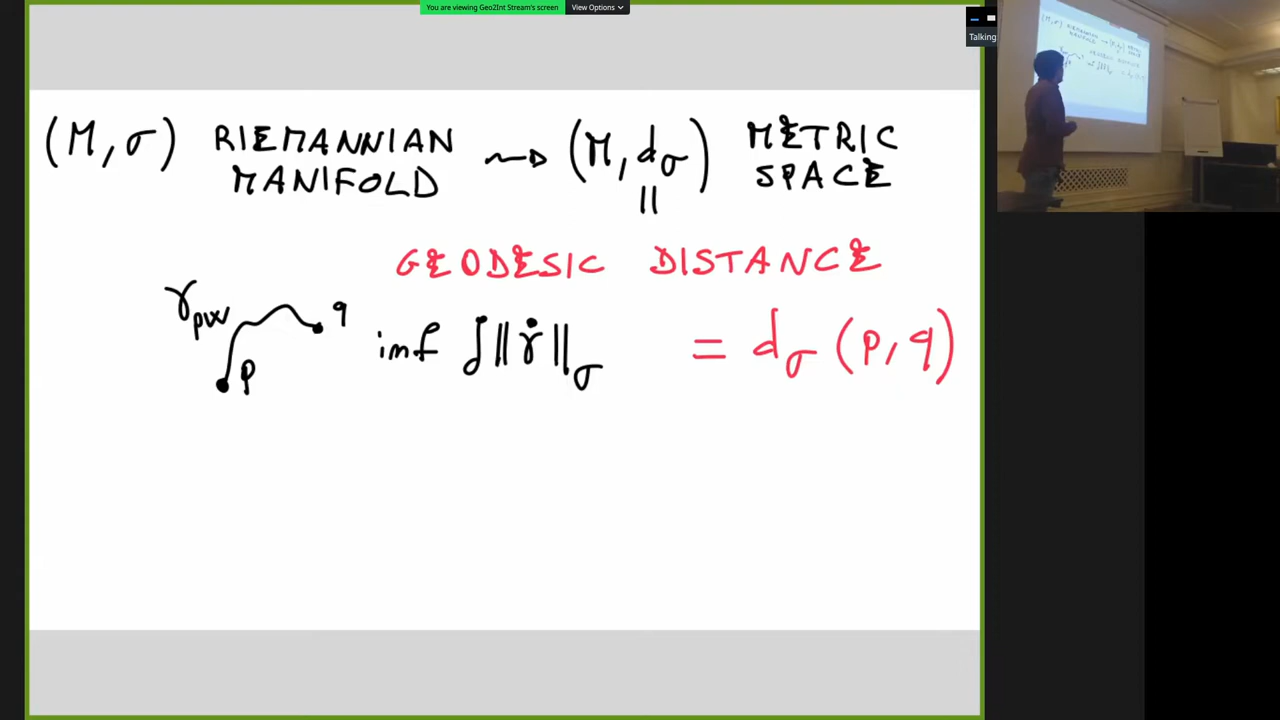 You are viewing Geo2Int Stream's screen View Options
Talking:
(M, σ) RIEMANNIAN MANIFOLD ⇝ (M, d_σ) METRIC SPACE
||
GEODESIC DISTANCE
γ_pw q inf ∫ ‖γ̇‖_σ = d_σ (p, q)
p